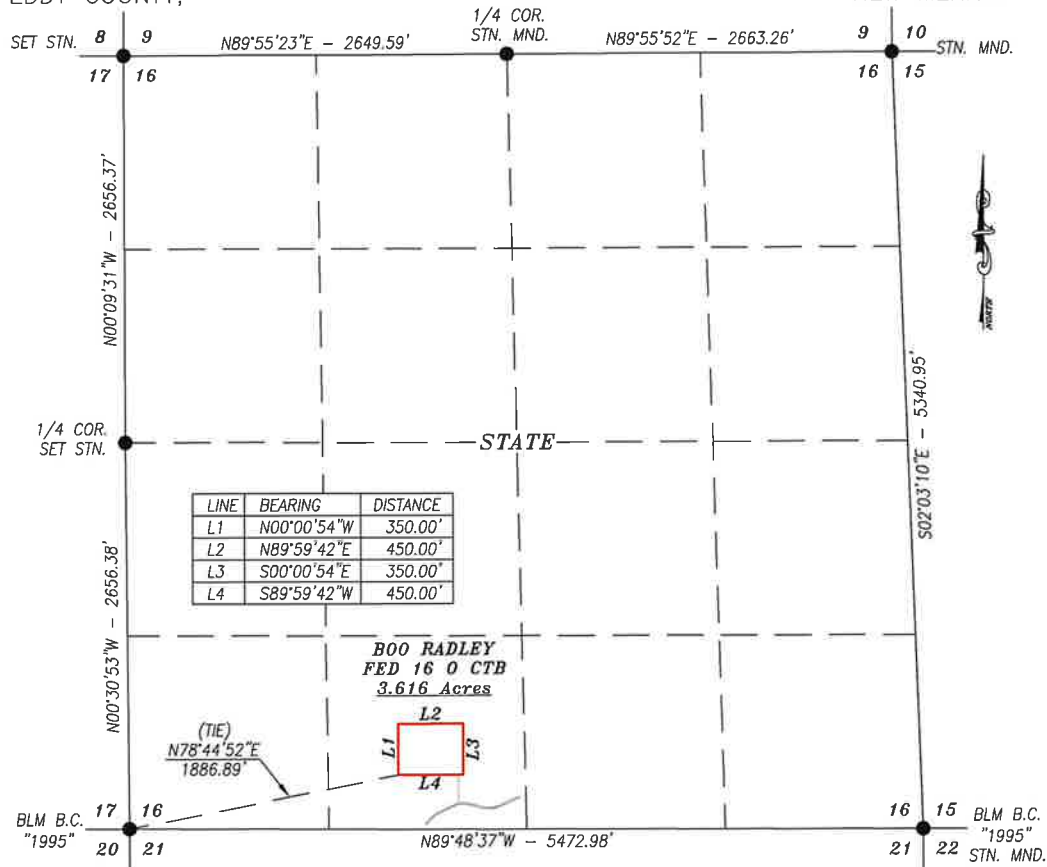 EDDY COUNTY,
SET STN.
8 9
17 16
N89°55'23"E – 2649.59'
1/4 COR.
STN. MND.
N89°55'52"E – 2663.26'
9 10
16 15
STN. MND.
N00°09'31"W – 2656.37'
NORTH
1/4 COR.
SET STN.
STATE
S02°03'10"E – 5340.95'
LINE BEARING DISTANCE
L1 N00°00'54"W 350.00'
L2 N89°59'42"E 450.00'
L3 S00°00'54"E 350.00'
L4 S89°59'42"W 450.00'
N00°30'53"W – 2656.38'
BOO RADLEY
FED 16 O CTB
3.616 Acres
L2
L1
L3
L4
(TIE)
N78°44'52"E
1886.89'
17 16
20 21
BLM B.C.
"1995"
N89°48'37"W – 5472.98'
16 15
21 22
BLM B.C.
"1995"
STN. MND.